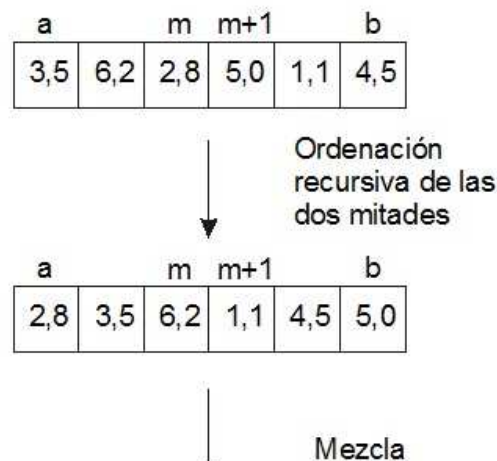 a m m+1 b
3,5 6,2 2,8 5,0 1,1 4,5
Ordenación
recursiva de las
dos mitades
a m m+1 b
2,8 3,5 6,2 1,1 4,5 5,0
Mezcla